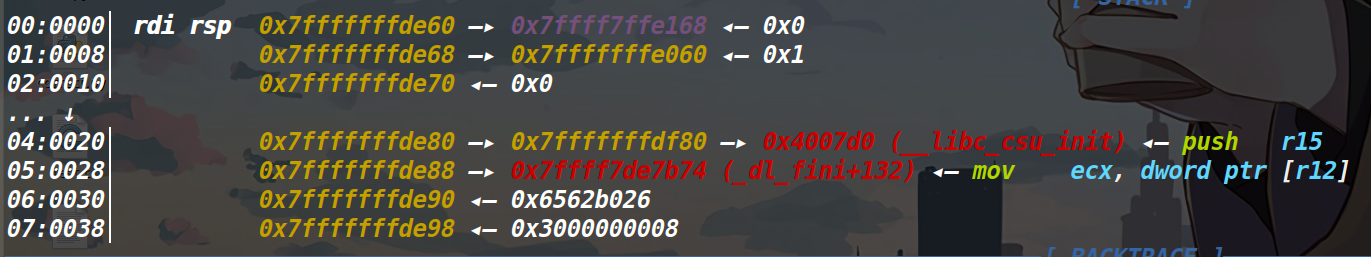 [ STACK ]
00:0000│ rdi rsp 0x7fffffffde60 —▸ 0x7ffff7ffe168 ◂— 0x0
01:0008│ 0x7fffffffde68 —▸ 0x7fffffffe060 ◂— 0x1
02:0010│ 0x7fffffffde70 ◂— 0x0
... ↓
04:0020│ 0x7fffffffde80 —▸ 0x7fffffffdf80 —▸ 0x4007d0 (__libc_csu_init) ◂— push r15
05:0028│ 0x7fffffffde88 —▸ 0x7ffff7de7b74 (_dl_fini+132) ◂— mov ecx, dword ptr [r12]
06:0030│ 0x7fffffffde90 ◂— 0x6562b026
07:0038│ 0x7fffffffde98 ◂— 0x3000000008
[ BACKTRACE ]